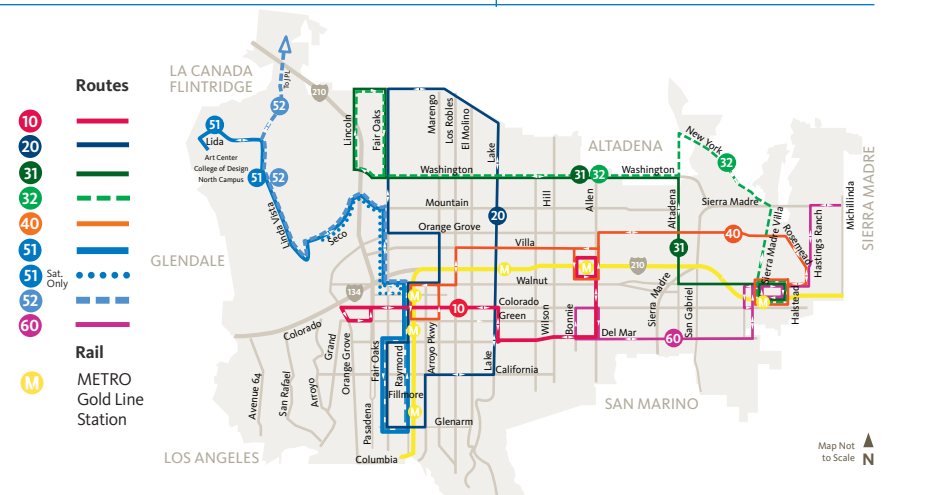 Routes
10
20
31
32
40
51
51 Sat. Only
52
60
Rail
M METRO
Gold Line
Station
LA CANADA
FLINTRIDGE
To JPL
210
52
51
Lida
Art Center
College of Design
North Campus
51
52
Linda Vista
Seco
GLENDALE
134
Lincoln
Fair Oaks
Marengo
Los Robles
El Molino
Lake
Washington
Mountain
Orange Grove
20
Villa
M
Walnut
Hill
Allen
31
32
ALTADENA
Washington
New York
32
Altadena
Sierra Madre
31
40
Sierra Madre Villa
Rosemead
Hastings Ranch
Michillinda
SIERRA MADRE
M
210
Sierra Madre
San Gabriel
M
Halstead
M
10
Colorado
Green
Wilson
Bonnie
Del Mar
60
Colorado
Grand
Orange Grove
Fair Oaks
Raymond
M
Arroyo Pkwy
Lake
California
Avenue 64
San Rafael
Arroyo
Pasadena
Fillmore
M
Glenarm
Columbia
LOS ANGELES
SAN MARINO
Map Not
to Scale
N